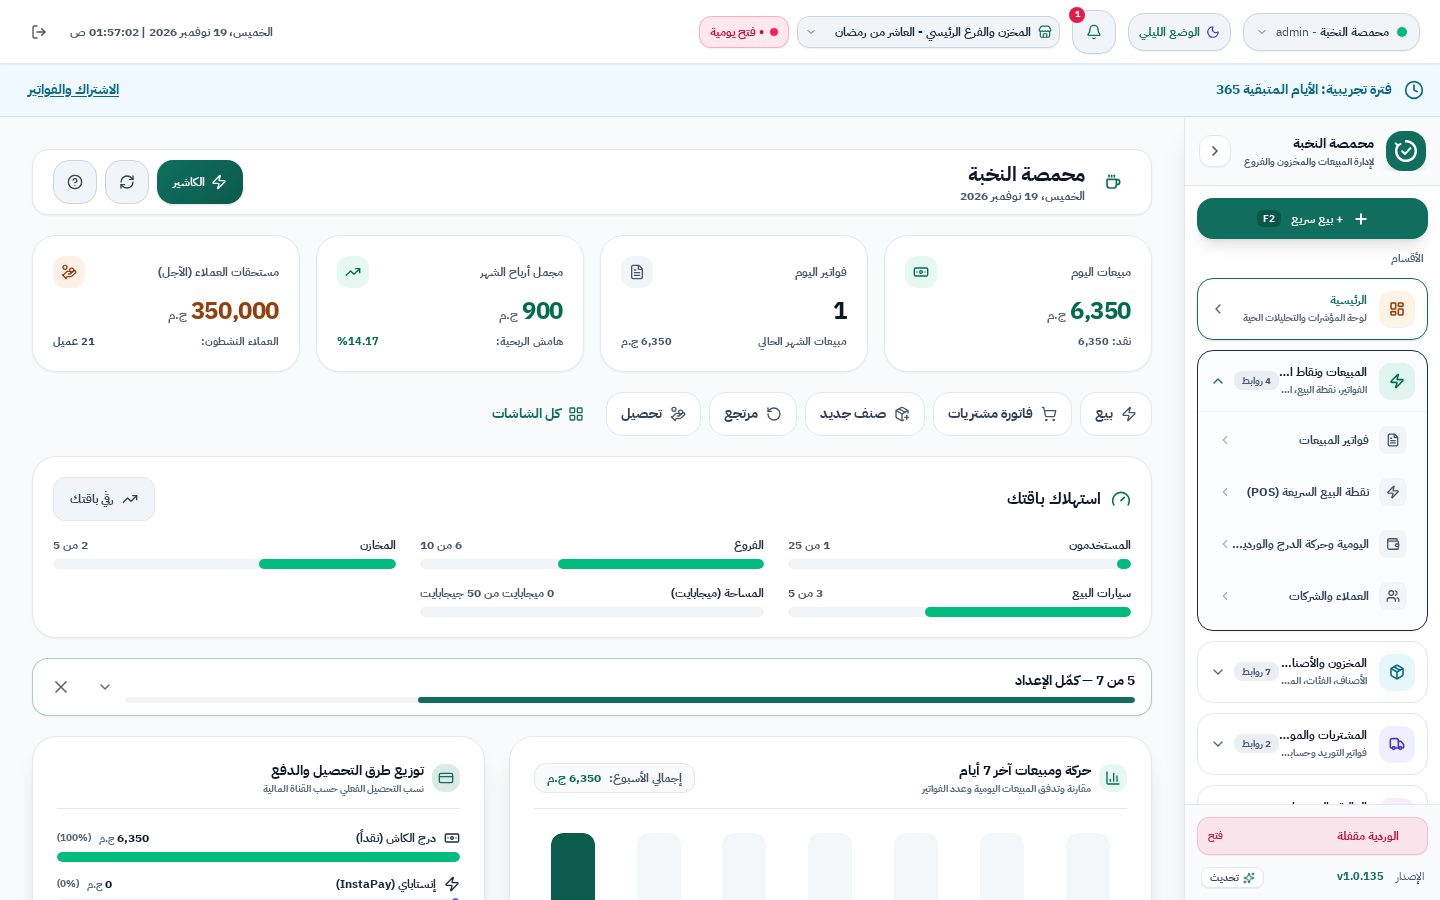 محمصة النخبة - admin
الوضع الليلي
1
المخزن والفرع الرئيسي - العاشر من رمضان
• فتح يومية
الخميس، 19 نوفمبر 2026 | 01:57:02 ص
فترة تجريبية: الأيام المتبقية 365
الاشتراك والفواتير
محمصة النخبة
لإدارة المبيعات والمخزون والفروع
+ بيع سريع F2
الأقسام
الرئيسية
لوحة المؤشرات والتحليلات الحية
المبيعات ونقاط ا...
4 روابط
الفواتير، نقطة البيع، ا...
فواتير المبيعات
نقطة البيع السريعة (POS)
اليومية وحركة الدرج والورديـ...
العملاء والشركات
المخزون والأصنا...
7 روابط
الأصناف، الفئات، المـ...
المشتريات والمو...
2 روابط
فواتير التوريد وحسابـ...
الوردية مقفلة
فتح
الإصدار v1.0.135
تحديث
محمصة النخبة
الخميس، 19 نوفمبر 2026
الكاشير
مبيعات اليوم
6,350 ج.م
نقد: 6,350
فواتير اليوم
1
مبيعات الشهر الحالي
6,350 ج.م
مجمل أرباح الشهر
900 ج.م
هامش الربحية:
%14.17
مستحقات العملاء (الآجل)
350,000 ج.م
العملاء النشطون:
21 عميل
بيع
فاتورة مشتريات
صنف جديد
مرتجع
تحصيل
كل الشاشات
استهلاك باقتك
رقّي باقتك
المستخدمون
1 من 25
الفروع
6 من 10
المخازن
2 من 5
سيارات البيع
3 من 5
المساحة (ميجابايت)
0 ميجابايت من 50 جيجابايت
5 من 7 — كمّل الإعداد
حركة ومبيعات آخر 7 أيام
مقارنة وتدفق المبيعات اليومية وعدد الفواتير
إجمالي الأسبوع: 6,350 ج.م
توزيع طرق التحصيل والدفع
نسب التحصيل الفعلي حسب القناة المالية
درج الكاش (نقداً)
6,350 ج.م (100%)
إنستاباي (InstaPay)
0 ج.م (0%)